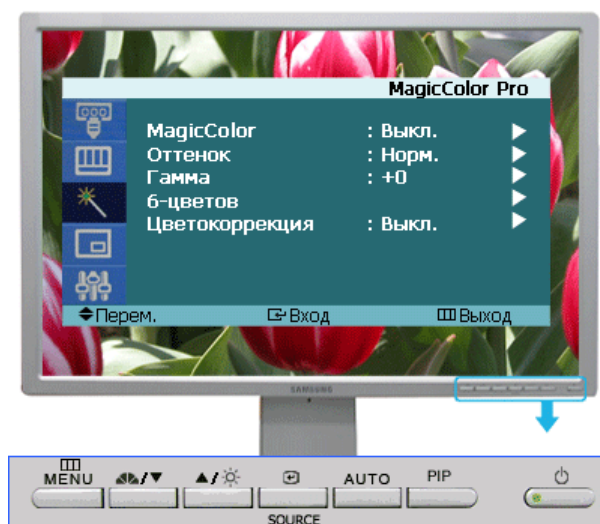 MagicColor Pro
MagicColor : Выкл.
Оттенок : Норм.
Гамма : +0
6-цветов
Цветокоррекция : Выкл.
Перем. Вход Выход
SAMSUNG
MENU AUTO PIP
SOURCE